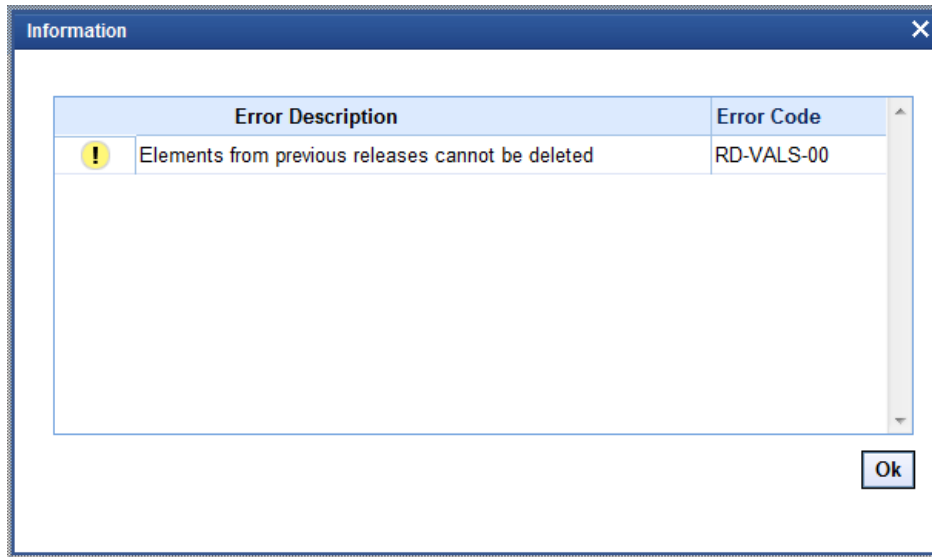 Information
Error Description Error Code
! Elements from previous releases cannot be deleted RD-VALS-00
Ok